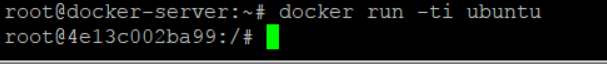 root@docker-server:~# docker run -ti ubuntu
root@4e13c002ba99:/#